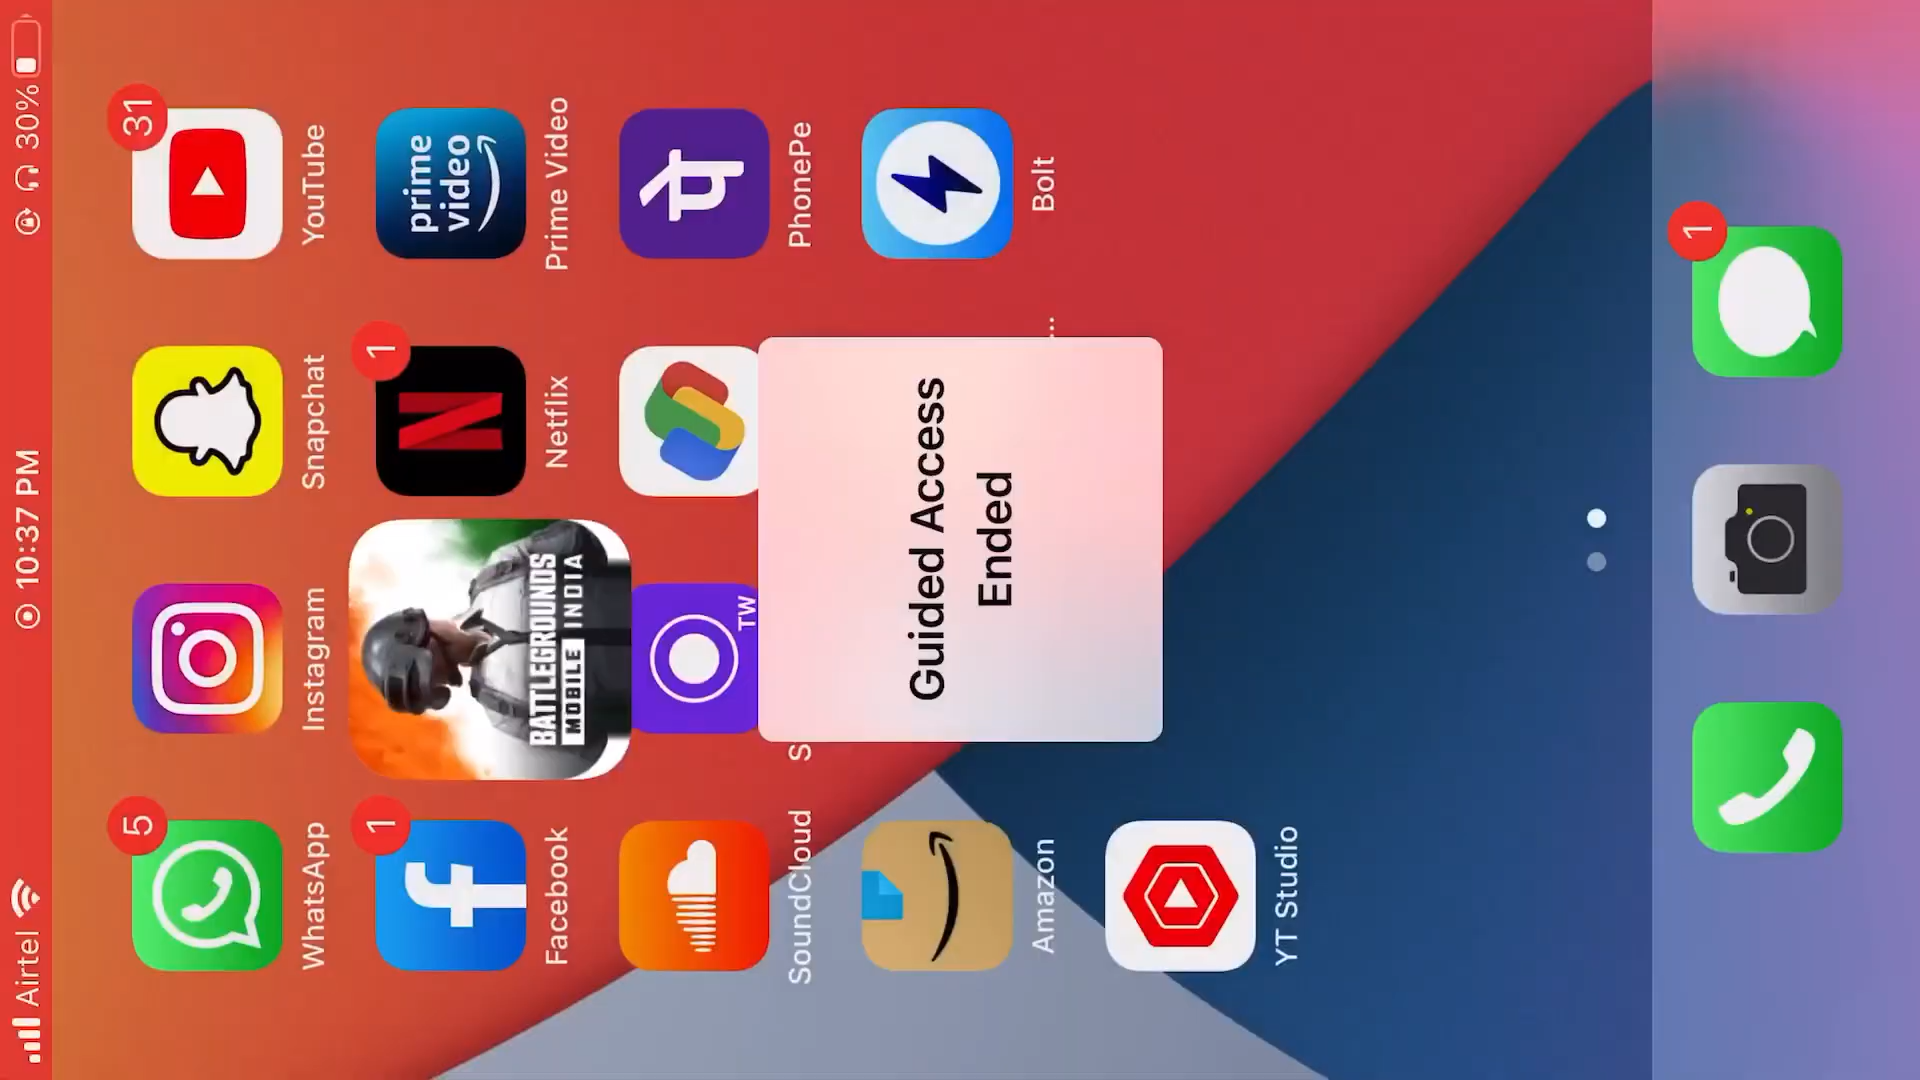 Airtel
10:37 PM
30%
5
WhatsApp
Instagram
Snapchat
31
YouTube
1
Facebook
BATTLEGROUNDS
MOBILE INDIA
1
Netflix
prime
video
Prime Video
SoundCloud
TW
S
PhonePe
Guided Access
Ended
Amazon
...
Bolt
YT Studio
1